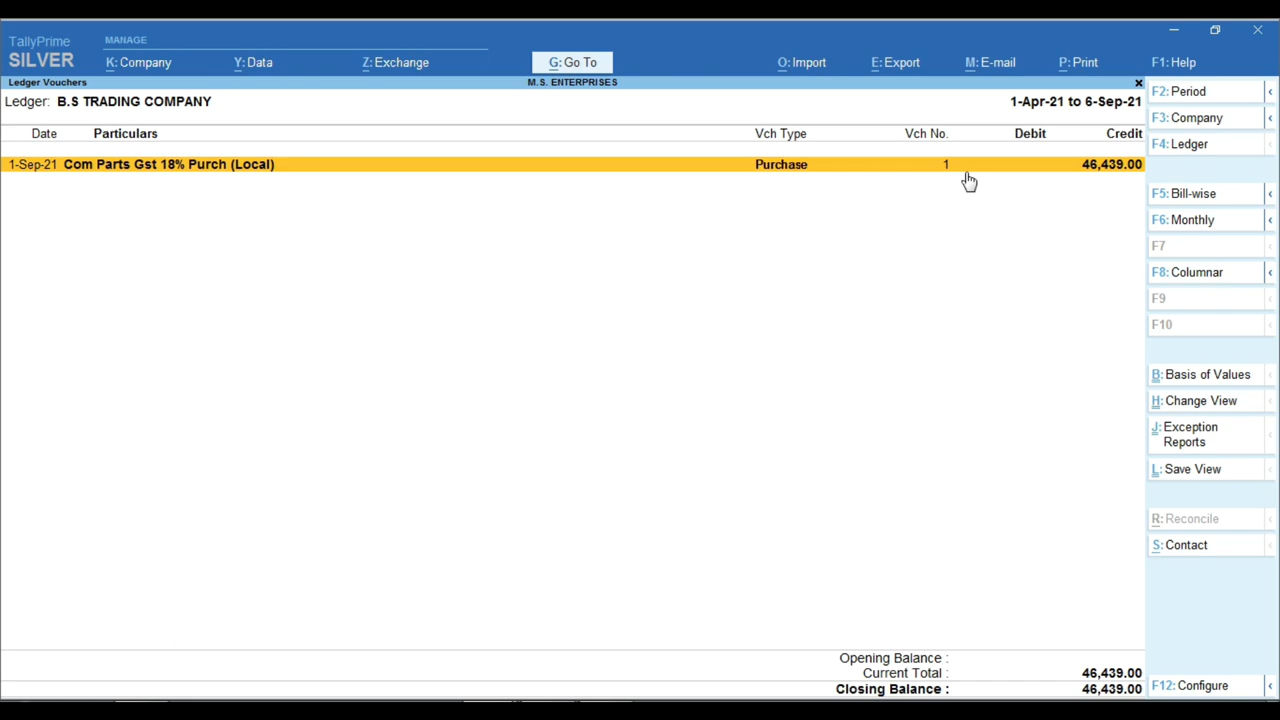 TallyPrime
SILVER
MANAGE
K: Company Y: Data Z: Exchange G: Go To O: Import E: Export M: E-mail P: Print F1: Help
Ledger Vouchers M.S. ENTERPRISES
Ledger: B.S TRADING COMPANY 1-Apr-21 to 6-Sep-21
Date Particulars Vch Type Vch No. Debit Credit
1-Sep-21 Com Parts Gst 18% Purch (Local) Purchase 1 46,439.00
Opening Balance :
Current Total : 46,439.00
Closing Balance : 46,439.00
F2: Period
F3: Company
F4: Ledger
F5: Bill-wise
F6: Monthly
F7
F8: Columnar
F9
F10
B: Basis of Values
H: Change View
J: Exception
Reports
L: Save View
R: Reconcile
S: Contact
F12: Configure